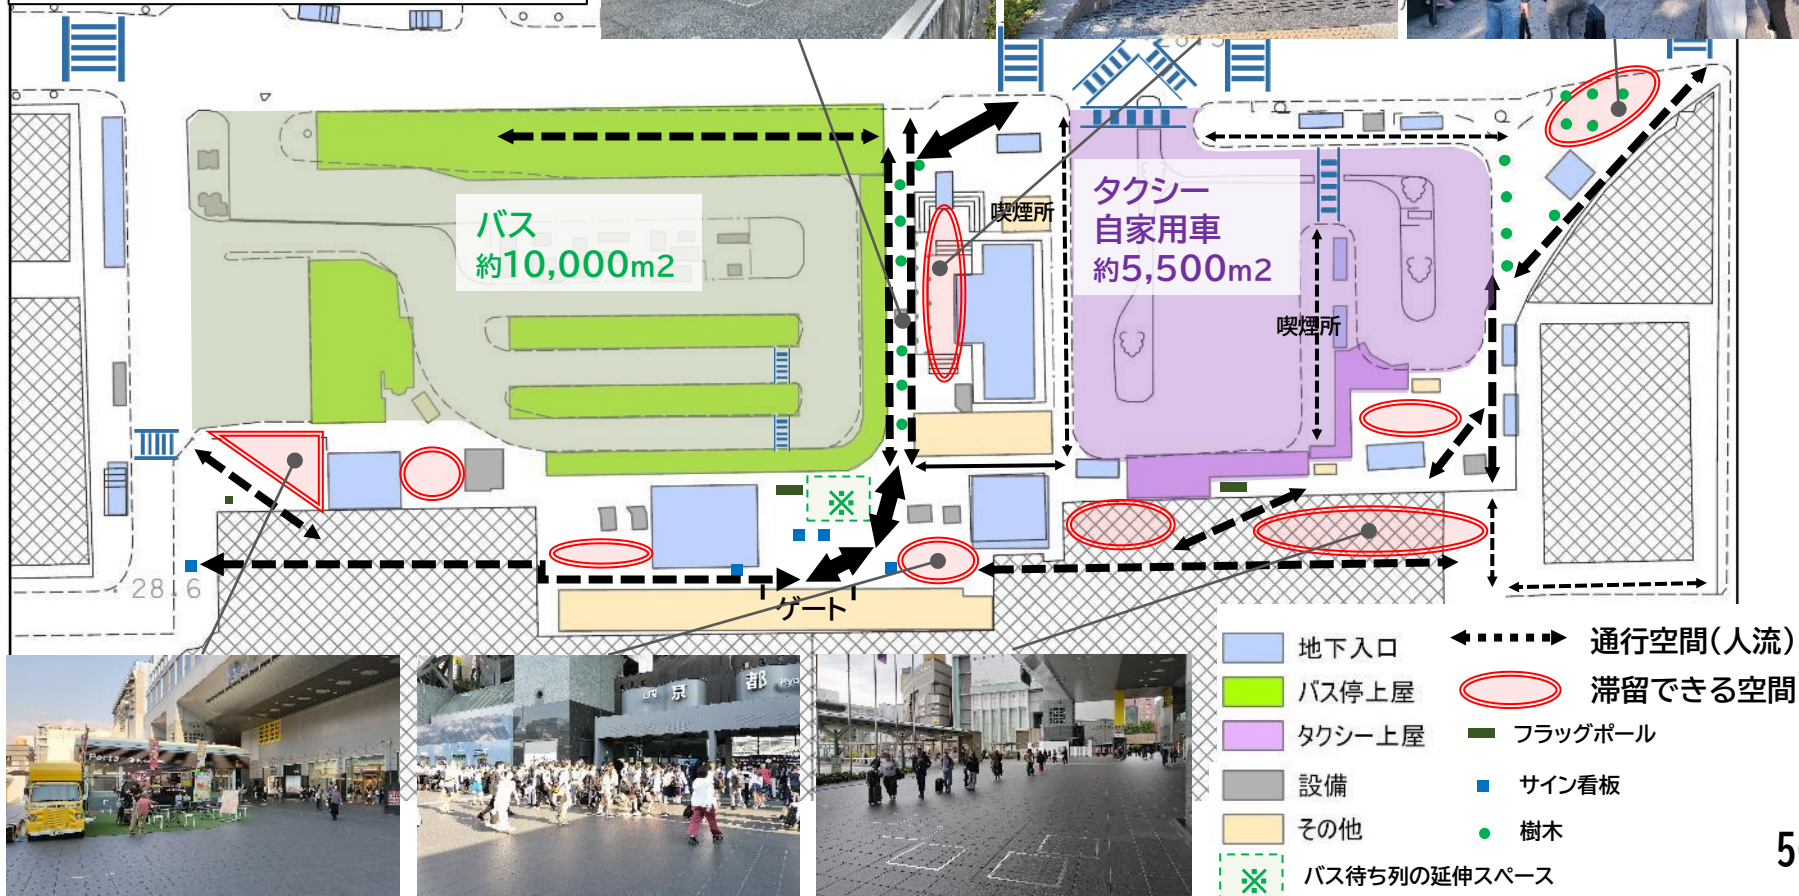 バス
約10,000m2
喫煙所
タクシー
自家用車
約5,500m2
喫煙所
※
28.6
ゲート
JR 京都
地下入口
バス停上屋
タクシー上屋
設備
その他
※ バス待ち列の延伸スペース
通行空間(人流)
滞留できる空間
フラッグポール
サイン看板
樹木